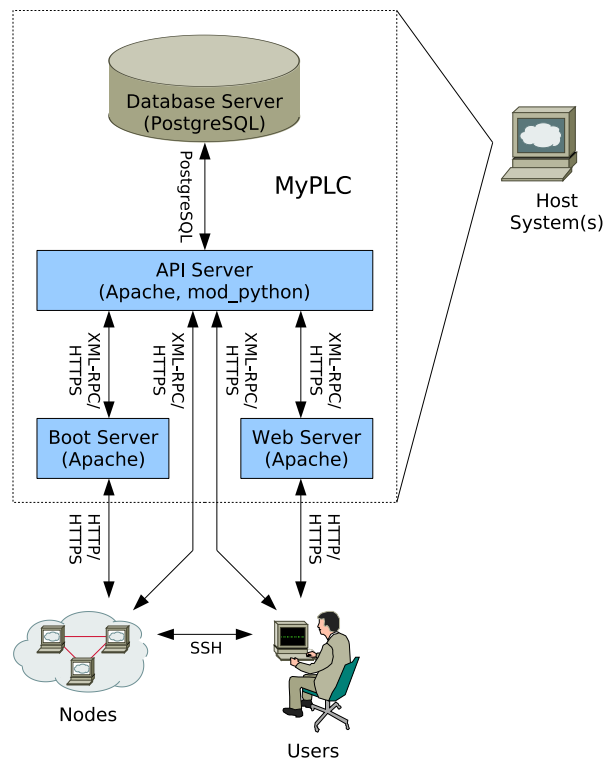 Database Server
(PostgreSQL)
PostgreSQL
MyPLC
Host
System(s)
API Server
(Apache, mod_python)
XML-RPC/
HTTPS
XML-RPC/
HTTPS
XML-RPC/
HTTPS
XML-RPC/
HTTPS
Boot Server
(Apache)
Web Server
(Apache)
HTTP/
HTTPS
HTTP/
HTTPS
SSH
Nodes
Users